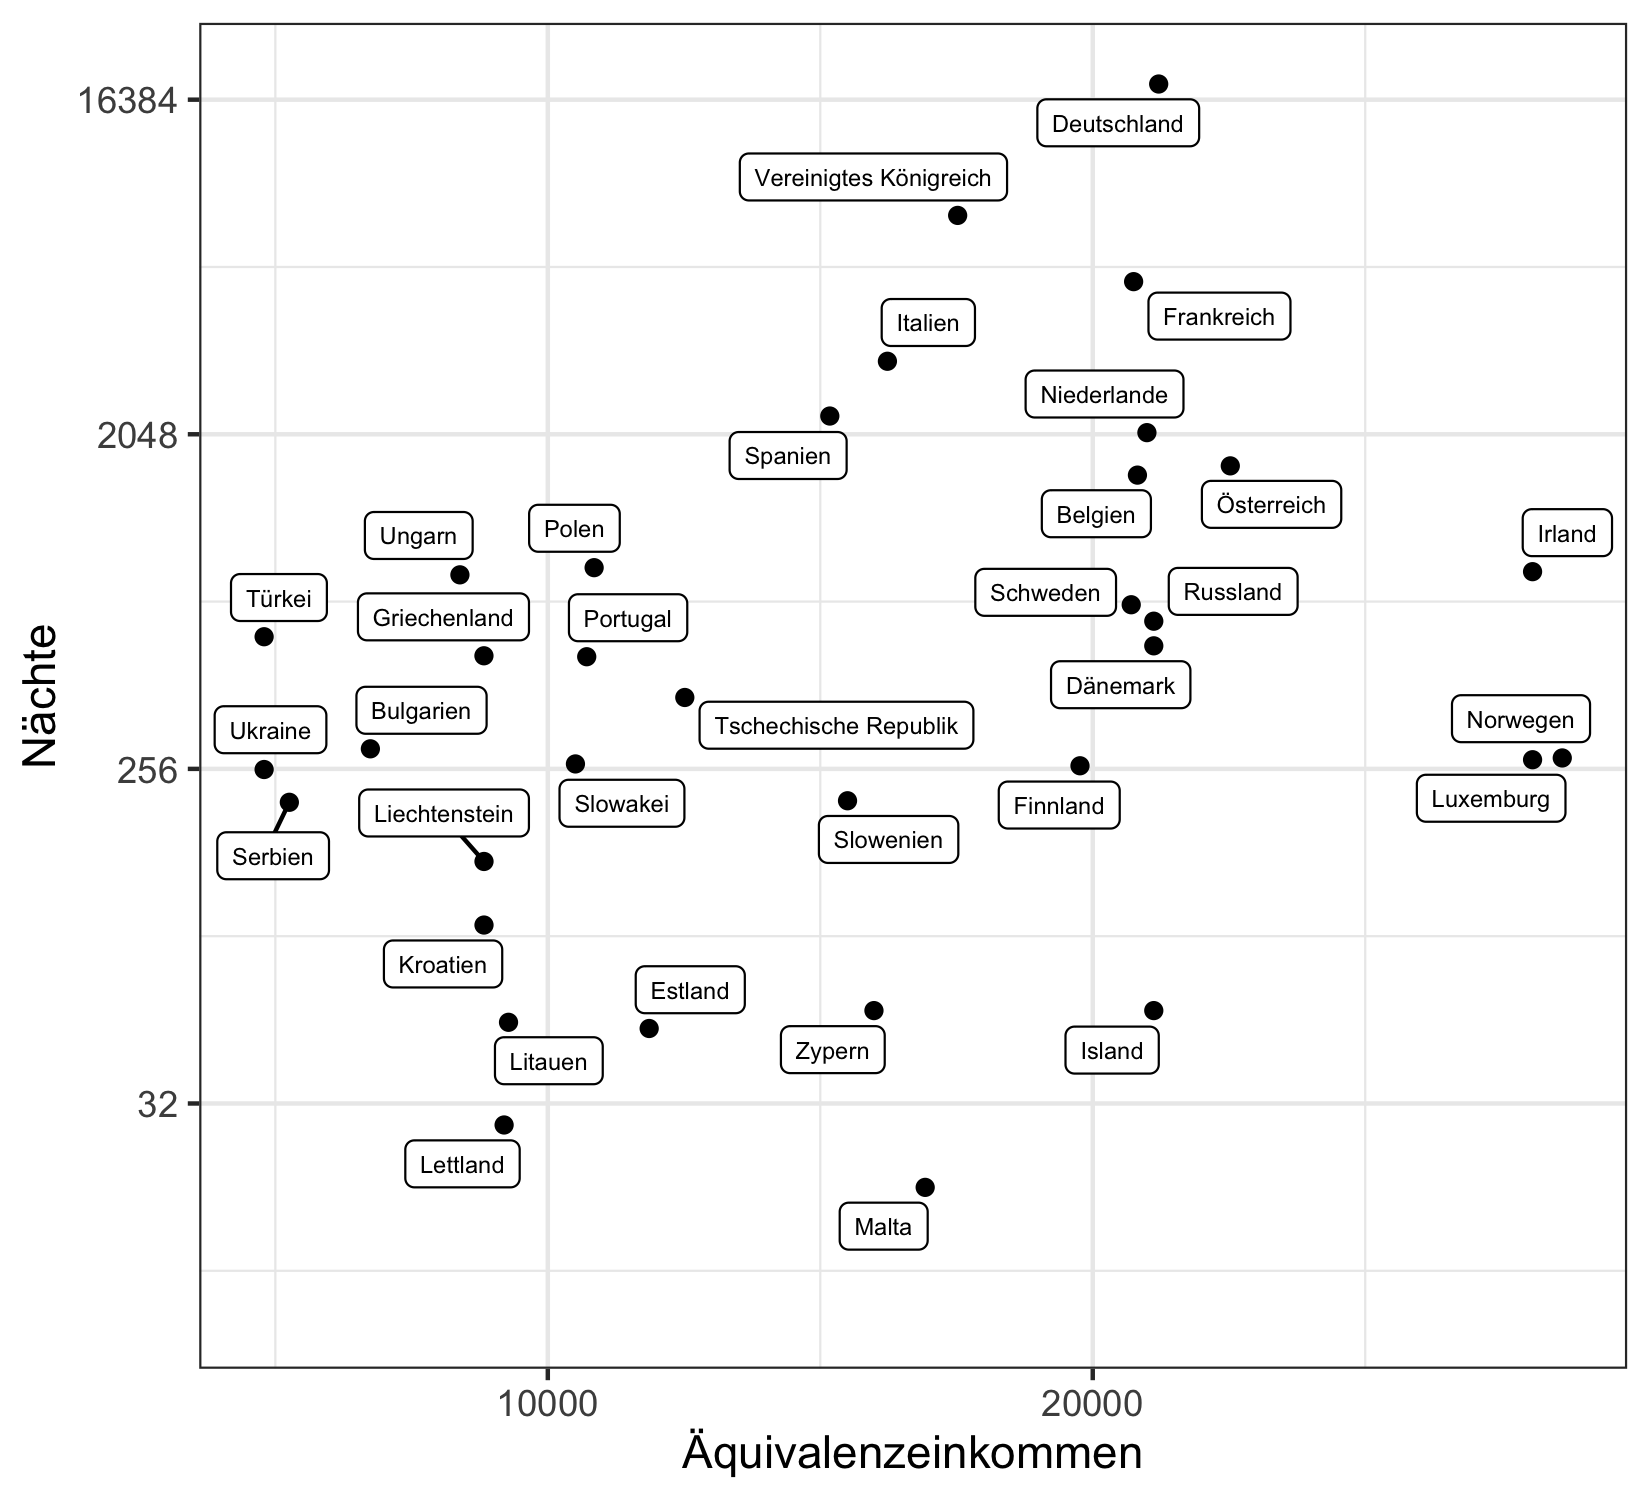 16384
Deutschland
Vereinigtes Königreich
Frankreich
Italien
Niederlande
2048
Spanien
Österreich
Belgien
Ungarn
Polen
Irland
Türkei
Schweden
Russland
Griechenland
Portugal
Dänemark
Bulgarien
Ukraine
Tschechische Republik
Norwegen
256
Luxemburg
Slowakei
Finnland
Liechtenstein
Slowenien
Serbien
Kroatien
Estland
Litauen
Zypern
Island
32
Lettland
Malta
Nächte
10000
20000
Äquivalenzeinkommen